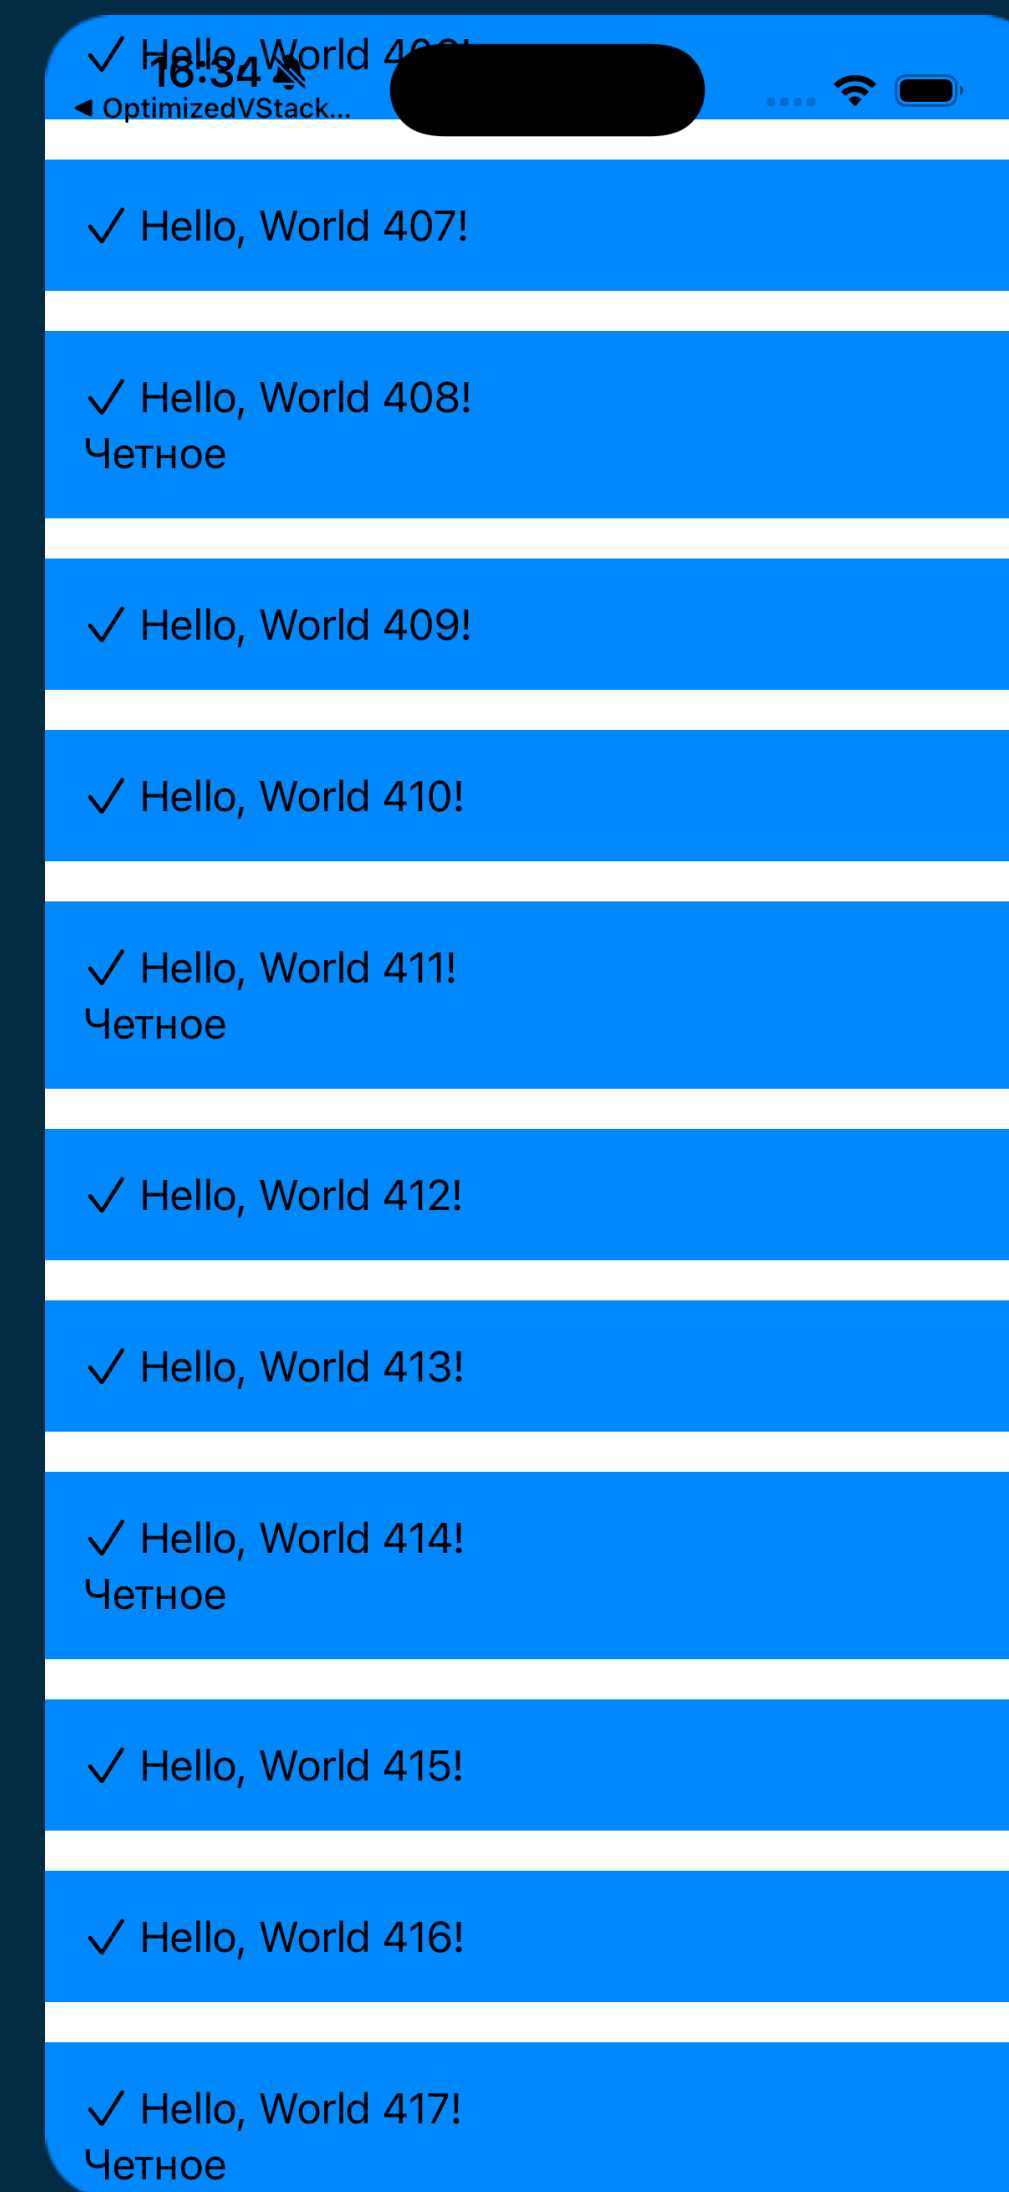 Hello, World
16:34
OptimizedVStack...
Hello, World 407!
Hello, World 408!
Четное
Hello, World 409!
Hello, World 410!
Hello, World 411!
Четное
Hello, World 412!
Hello, World 413!
Hello, World 414!
Четное
Hello, World 415!
Hello, World 416!
Hello, World 417!
Четное